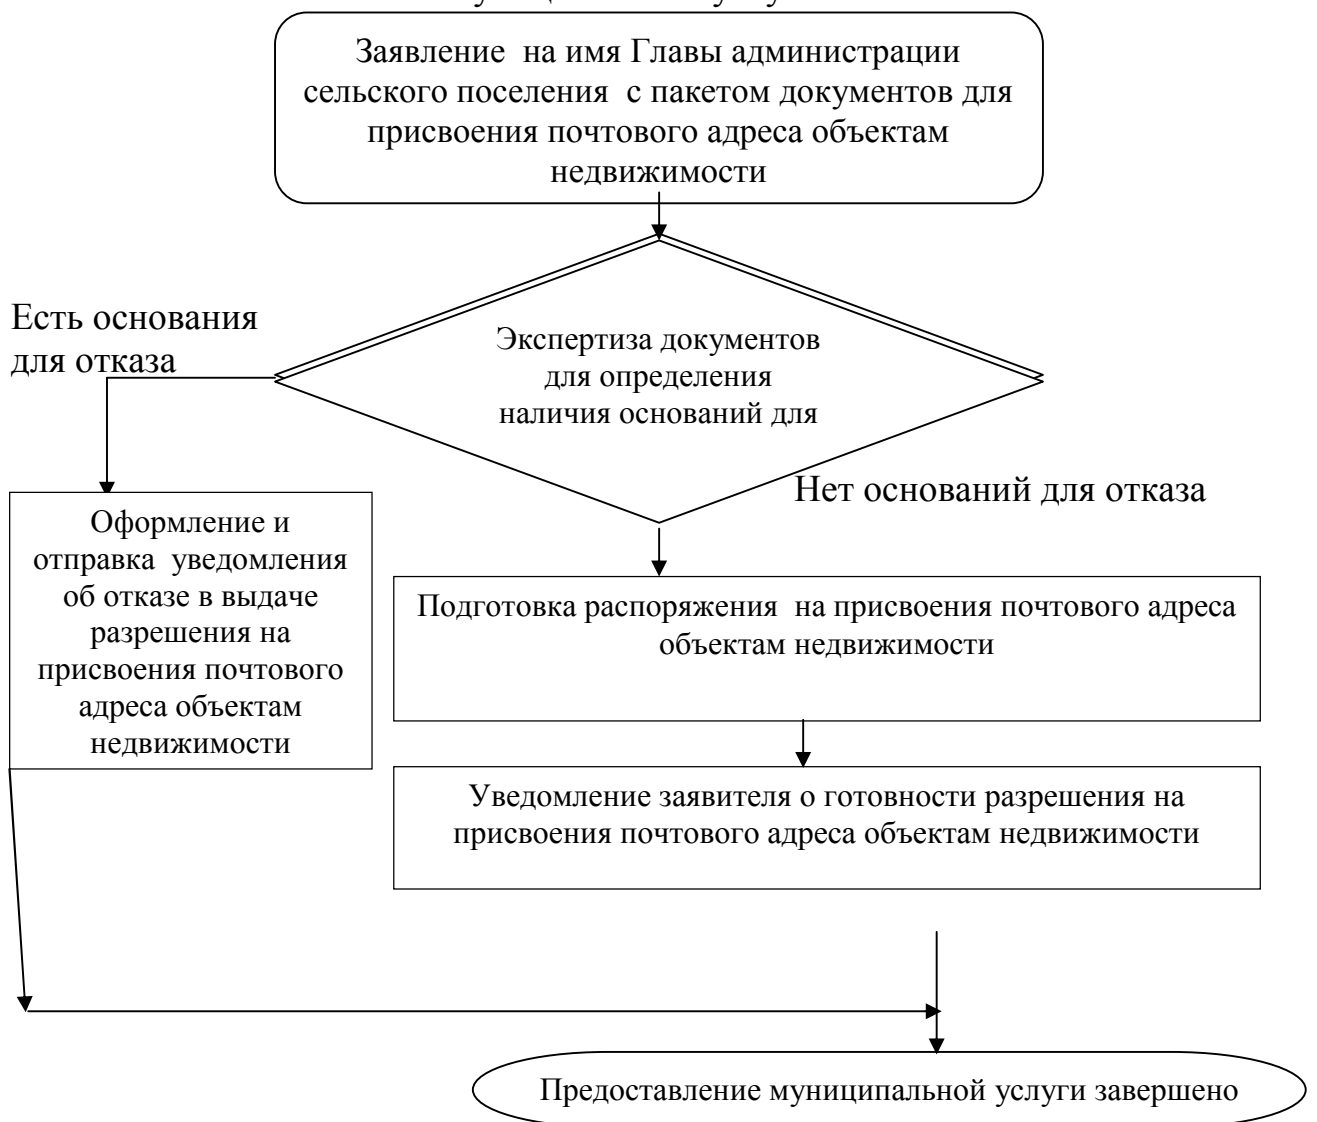 Заявление на имя Главы администрации
сельского поселения с пакетом документов для
присвоения почтового адреса объектам
недвижимости
Есть основания
для отказа
Экспертиза документов
для определения
наличия оснований для
Нет оснований для отказа
Оформление и
отправка уведомления
об отказе в выдаче
разрешения на
присвоения почтового
адреса объектам
недвижимости
Подготовка распоряжения на присвоения почтового адреса
объектам недвижимости
Уведомление заявителя о готовности разрешения на
присвоения почтового адреса объектам недвижимости
Предоставление муниципальной услуги завершено